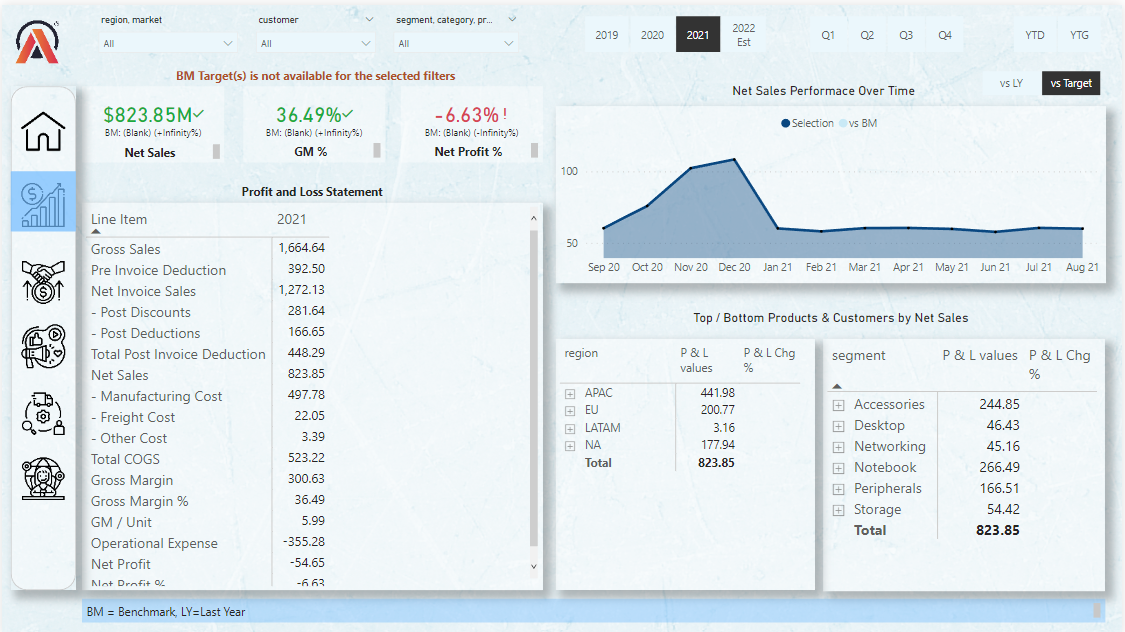 region, market
customer
segment, category, pr...
All
All
All
2019
2020
2021
2022
Est
Q1
Q2
Q3
Q4
YTD
YTG
BM Target(s) is not available for the selected filters
vs LY
vs Target
$823.85M
BM: (Blank) (+Infinity%)
Net Sales
36.49%
BM: (Blank) (+Infinity%)
GM %
-6.63% !
BM: (Blank) (-Infinity%)
Net Profit %
Net Sales Performace Over Time
Selection
vs BM
100
50
Sep 20 Oct 20 Nov 20 Dec 20 Jan 21 Feb 21 Mar 21 Apr 21 May 21 Jun 21 Jul 21 Aug 21
Profit and Loss Statement
Line Item 2021
Gross Sales 1,664.64
Pre Invoice Deduction 392.50
Net Invoice Sales 1,272.13
- Post Discounts 281.64
- Post Deductions 166.65
Total Post Invoice Deduction 448.29
Net Sales 823.85
- Manufacturing Cost 497.78
- Freight Cost 22.05
- Other Cost 3.39
Total COGS 523.22
Gross Margin 300.63
Gross Margin % 36.49
GM / Unit 5.99
Operational Expense -355.28
Net Profit -54.65
Net Profit % -6.63
Top / Bottom Products & Customers by Net Sales
region P & L values P & L Chg %
APAC 441.98
EU 200.77
LATAM 3.16
NA 177.94
Total 823.85
segment P & L values P & L Chg %
Accessories 244.85
Desktop 46.43
Networking 45.16
Notebook 266.49
Peripherals 166.51
Storage 54.42
Total 823.85
BM = Benchmark, LY=Last Year